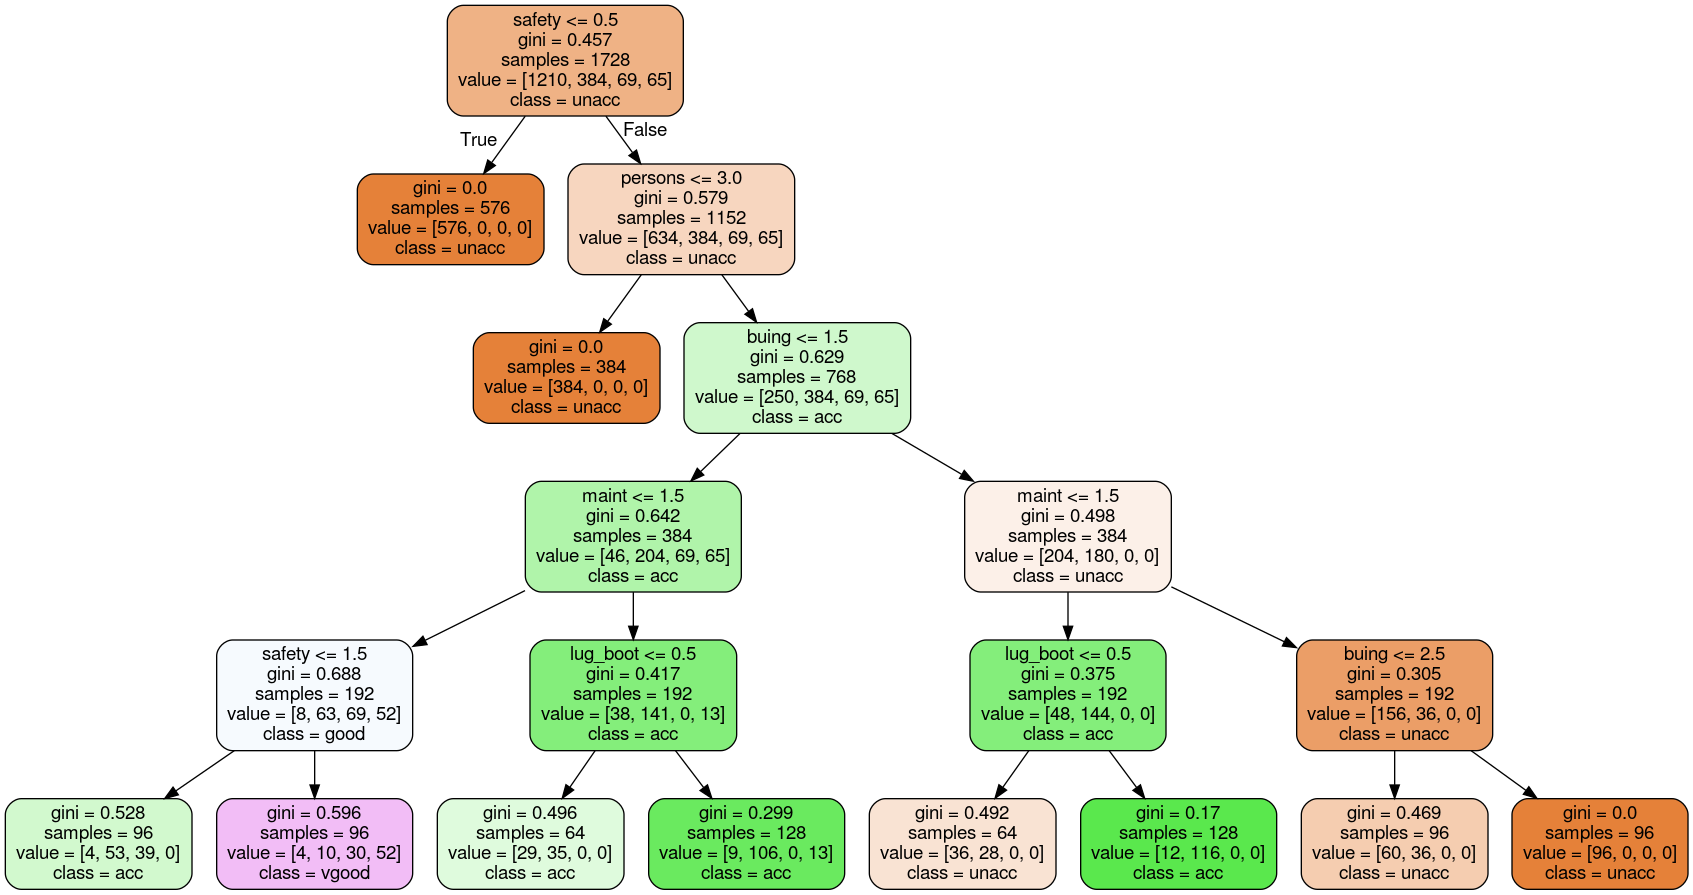 safety <= 0.5
gini = 0.457
samples = 1728
value = [1210, 384, 69, 65]
class = unacc
True
False
gini = 0.0
samples = 576
value = [576, 0, 0, 0]
class = unacc
persons <= 3.0
gini = 0.579
samples = 1152
value = [634, 384, 69, 65]
class = unacc
gini = 0.0
samples = 384
value = [384, 0, 0, 0]
class = unacc
buing <= 1.5
gini = 0.629
samples = 768
value = [250, 384, 69, 65]
class = acc
maint <= 1.5
gini = 0.642
samples = 384
value = [46, 204, 69, 65]
class = acc
maint <= 1.5
gini = 0.498
samples = 384
value = [204, 180, 0, 0]
class = unacc
safety <= 1.5
gini = 0.688
samples = 192
value = [8, 63, 69, 52]
class = good
lug_boot <= 0.5
gini = 0.417
samples = 192
value = [38, 141, 0, 13]
class = acc
lug_boot <= 0.5
gini = 0.375
samples = 192
value = [48, 144, 0, 0]
class = acc
buing <= 2.5
gini = 0.305
samples = 192
value = [156, 36, 0, 0]
class = unacc
gini = 0.528
samples = 96
value = [4, 53, 39, 0]
class = acc
gini = 0.596
samples = 96
value = [4, 10, 30, 52]
class = vgood
gini = 0.496
samples = 64
value = [29, 35, 0, 0]
class = acc
gini = 0.299
samples = 128
value = [9, 106, 0, 13]
class = acc
gini = 0.492
samples = 64
value = [36, 28, 0, 0]
class = unacc
gini = 0.17
samples = 128
value = [12, 116, 0, 0]
class = acc
gini = 0.469
samples = 96
value = [60, 36, 0, 0]
class = unacc
gini = 0.0
samples = 96
value = [96, 0, 0, 0]
class = unacc